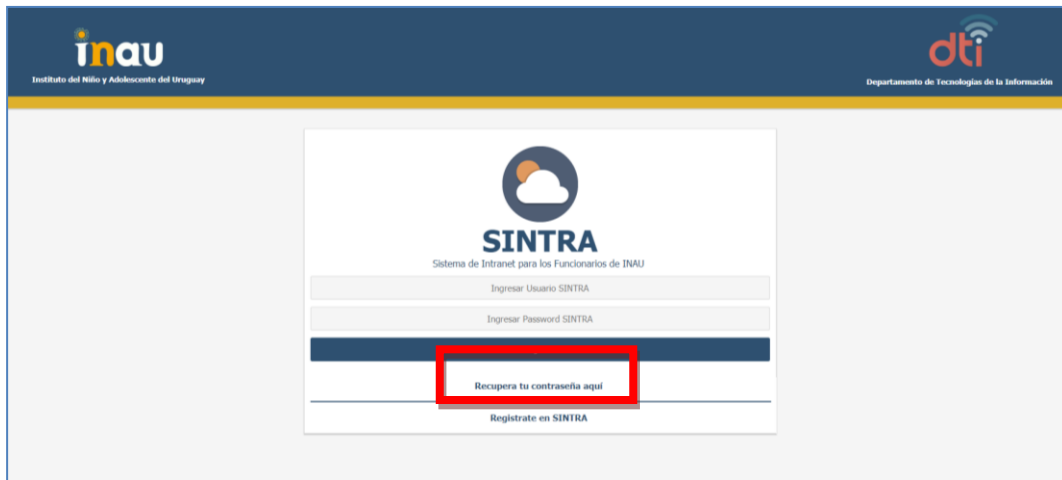 inau
Instituto del Niño y Adolescente del Uruguay
dti
Departamento de Tecnologías de la Información
SINTRA
Sistema de Intranet para los Funcionarios de INAU
Ingresar Usuario SINTRA
Ingresar Password SINTRA
Recupera tu contraseña aquí
Registrate en SINTRA